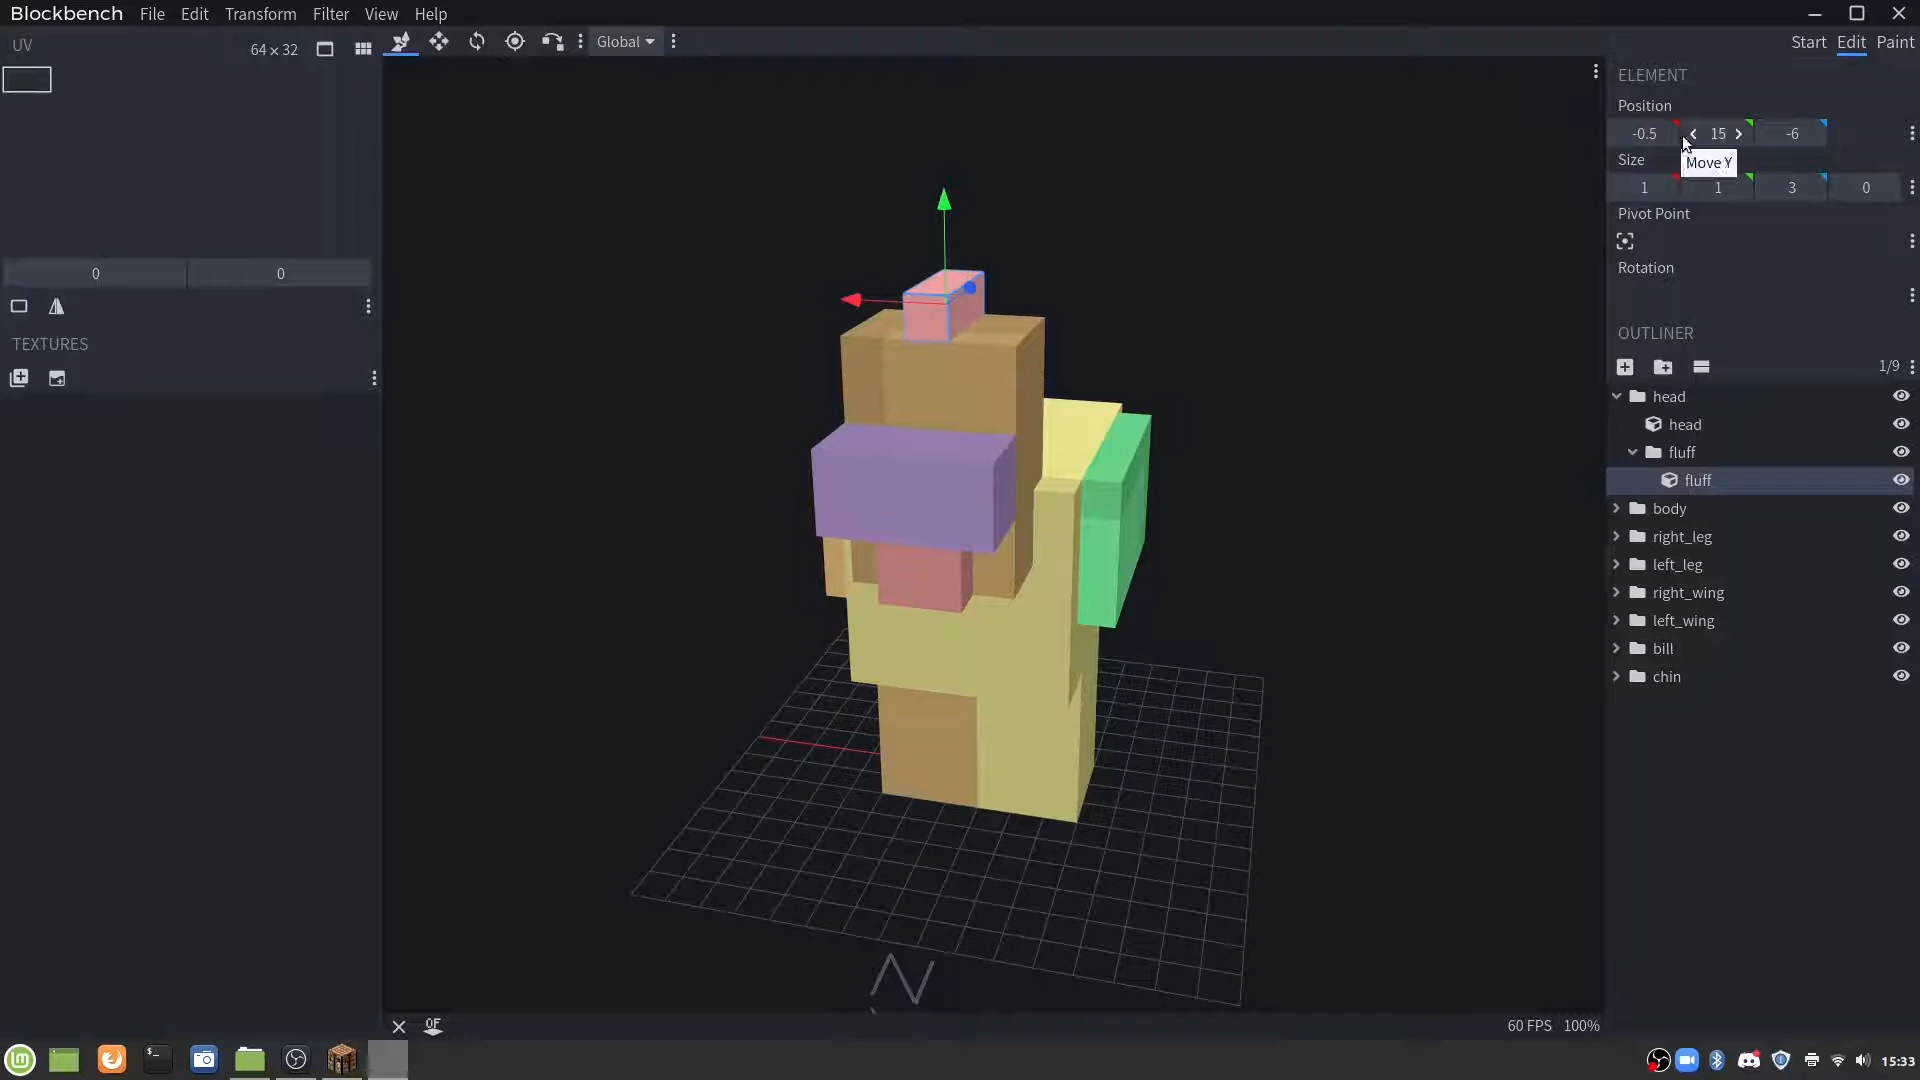 Blockbench File Edit Transform Filter View Help
UV 64 x 32 Global Start Edit Paint
ELEMENT
Position
-0.5 15 -6
Size Move Y
1 1 3 0
Pivot Point
0 0
Rotation
TEXTURES
OUTLINER
1/9
head
head
fluff
fluff
body
right_leg
left_leg
right_wing
left_wing
bill
chin
N
OF
60 FPS 100%
15:33